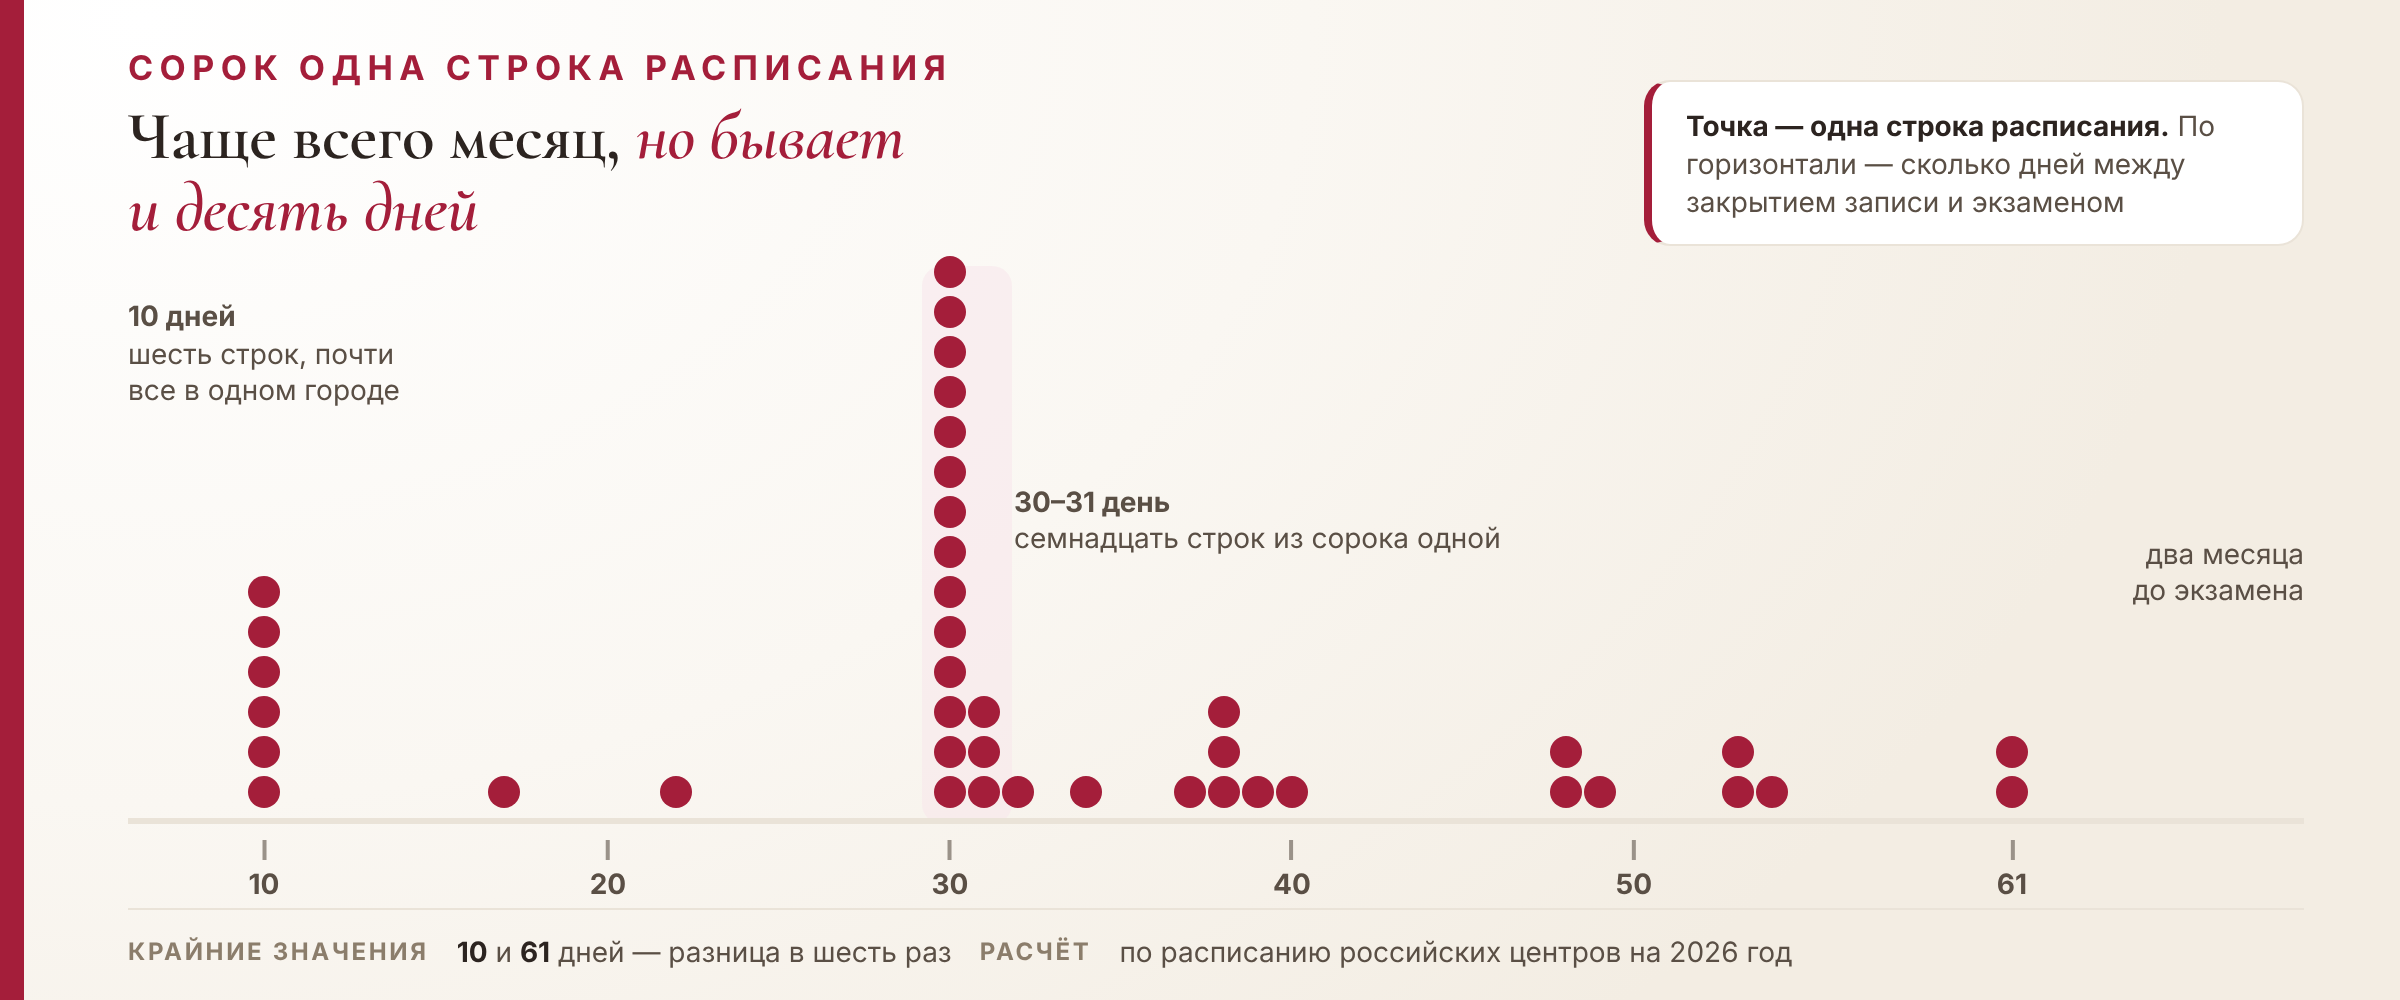 СОРОК ОДНА СТРОКА РАСПИСАНИЯ
Чаще всего месяц, но бывает
и десять дней
Точка — одна строка расписания. По
горизонтали — сколько дней между
закрытием записи и экзаменом
10 дней
шесть строк, почти
все в одном городе
30–31 день
семнадцать строк из сорока одной
два месяца
до экзамена
10 20 30 40 50 61
КРАЙНИЕ ЗНАЧЕНИЯ 10 и 61 дней — разница в шесть раз РАСЧЁТ по расписанию российских центров на 2026 год